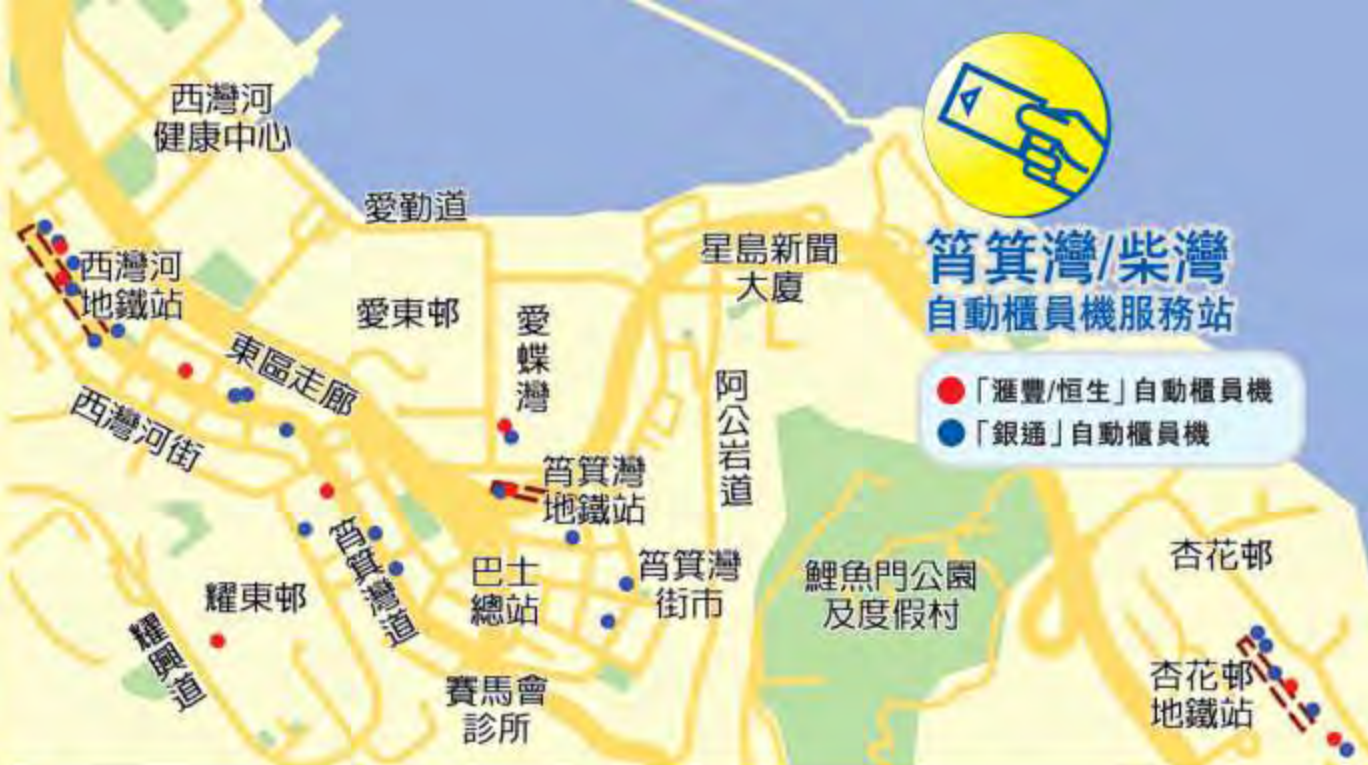 西灣河
健康中心
愛勤道
星島新聞
大廈
筲箕灣/柴灣
自動櫃員機服務站
西灣河
地鐵站
愛東邨
愛蝶灣
東區走廊
「滙豐/恒生」自動櫃員機
「銀通」自動櫃員機
西灣河街
阿公岩道
筲箕灣
地鐵站
筲箕灣道
巴士
總站
筲箕灣
街市
鯉魚門公園
及度假村
杏花邨
耀東邨
耀興道
賽馬會
診所
杏花邨
地鐵站